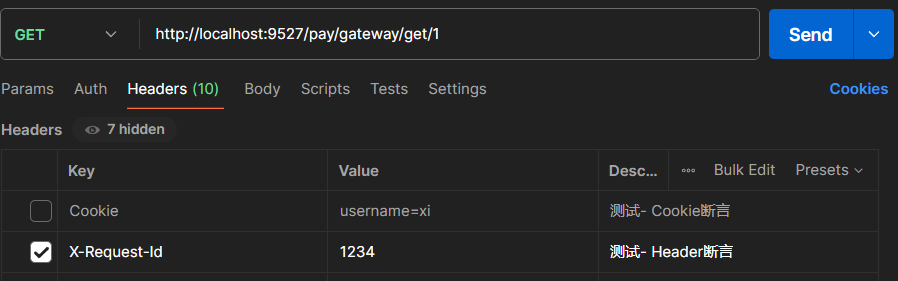 GET http://localhost:9527/pay/gateway/get/1 Send
Params Auth Headers (10) Body Scripts Tests Settings Cookies
Headers 7 hidden
Key Value Desc... Bulk Edit Presets
Cookie username=xi 测试- Cookie断言
X-Request-Id 1234 测试- Header断言